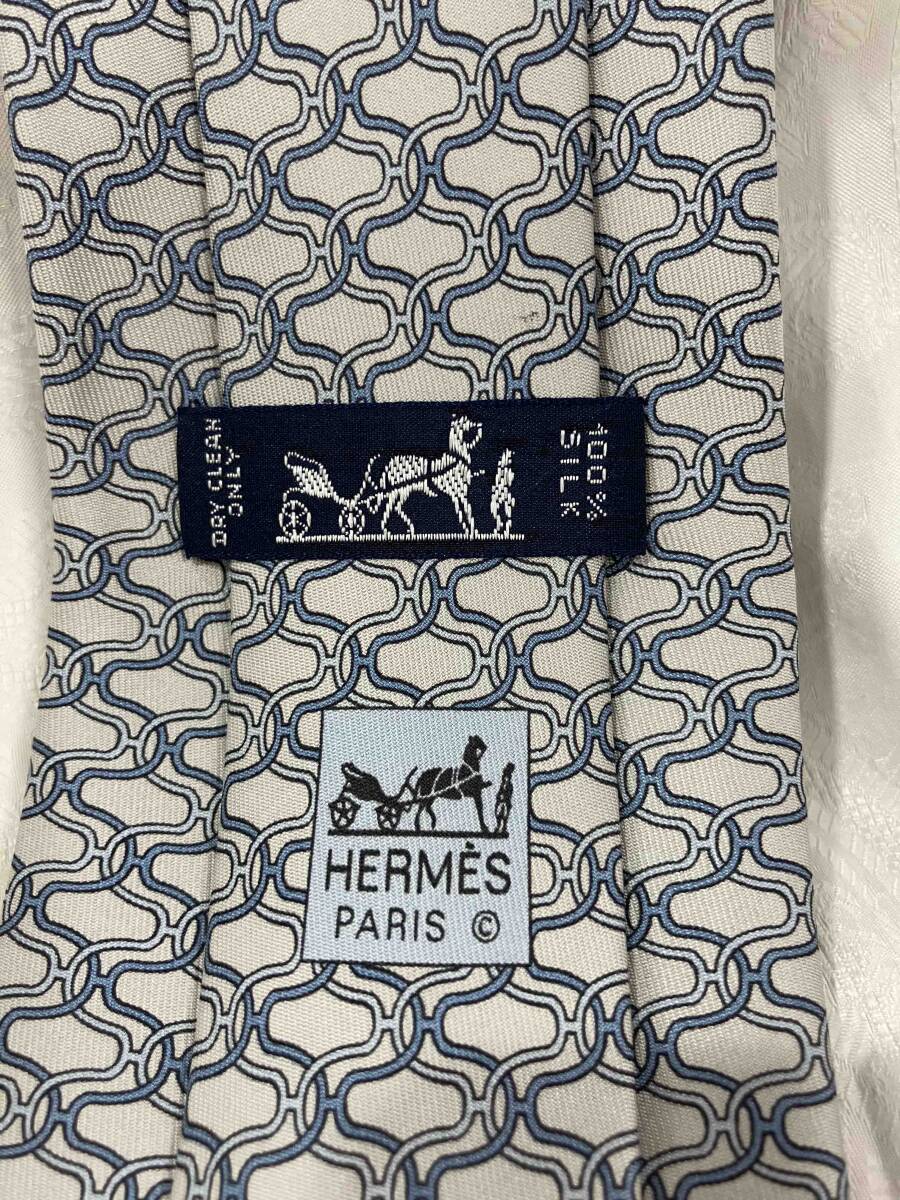 DRY CLEAN
ONLY
100%
SILK
HERMÈS
PARIS ©